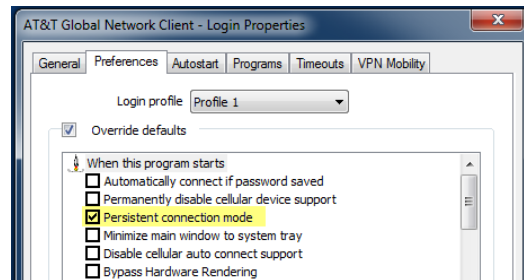 AT&T Global Network Client - Login Properties
General Preferences Autostart Programs Timeouts VPN Mobility
Login profile Profile 1
Override defaults
When this program starts
Automatically connect if password saved
Permanently disable cellular device support
Persistent connection mode
Minimize main window to system tray
Disable cellular auto connect support
Bypass Hardware Rendering